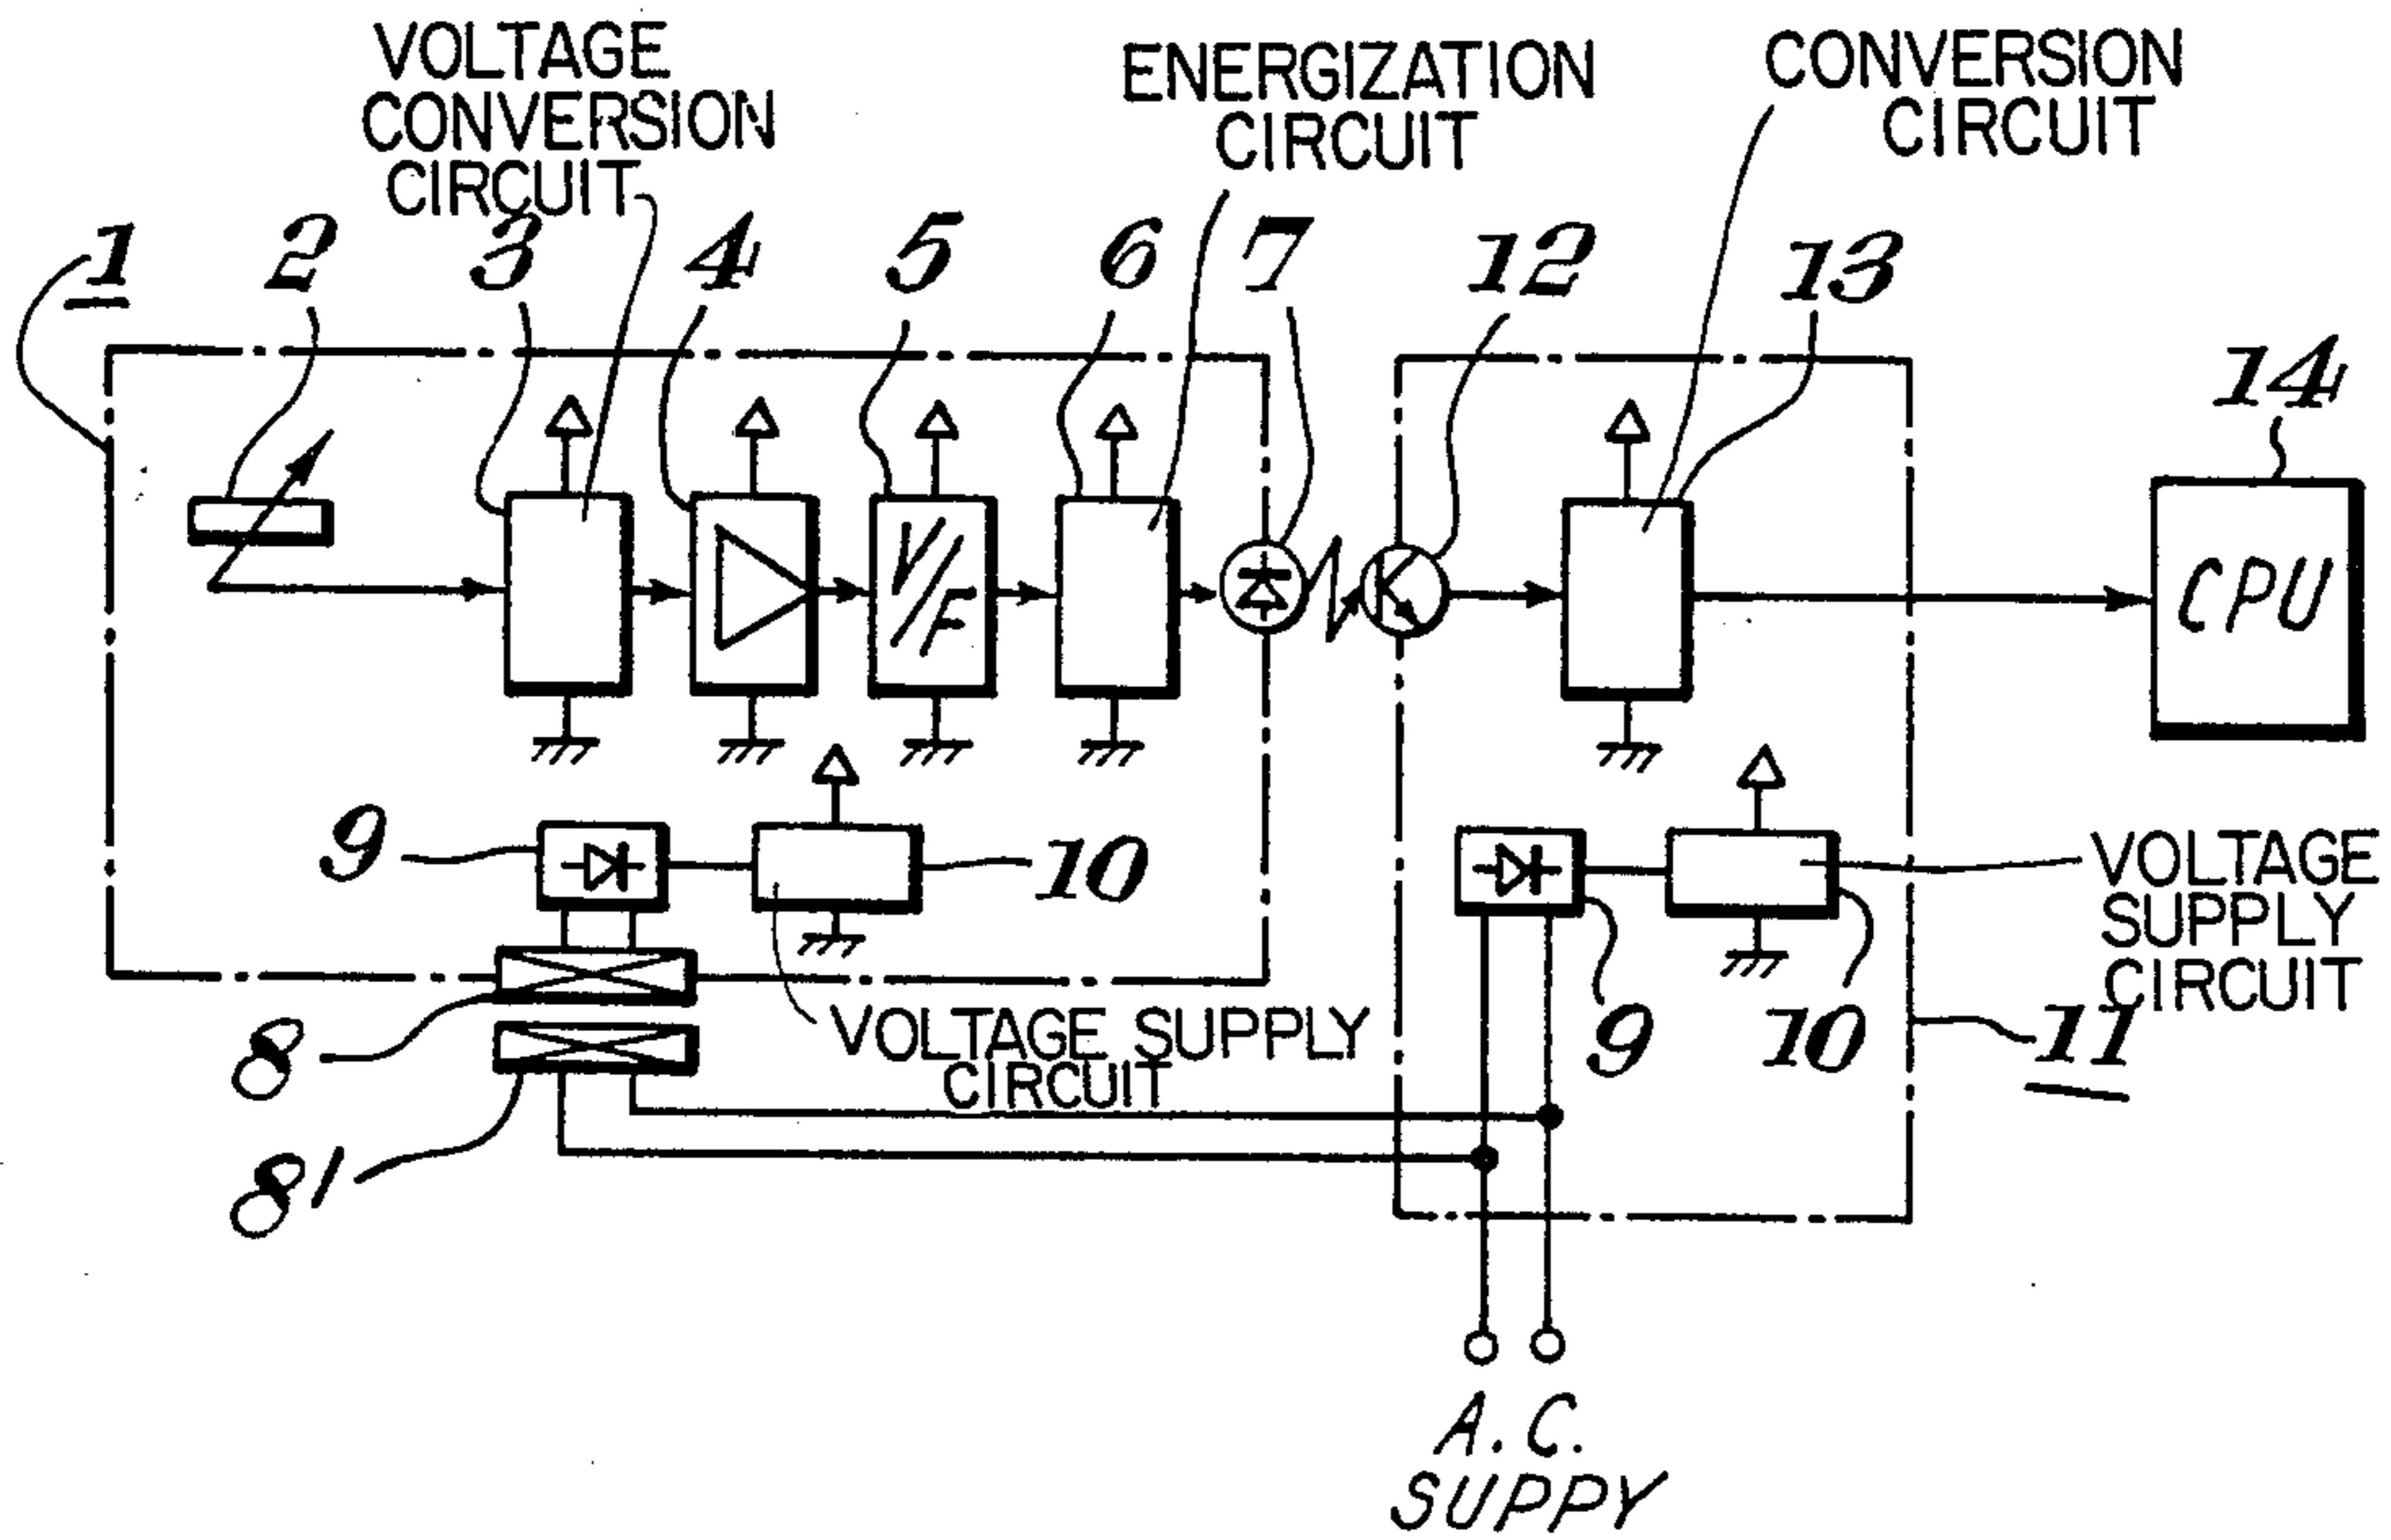 VOLTAGE
CONVERSION
CIRCUIT
ENERGIZATION
CIRCUIT
CONVERSION
CIRCUIT
1
2
3
4
5
6
7
12
13
14
V/F
CPU
9
10
VOLTAGE
SUPPLY
CIRCUIT
8
VOLTAGE SUPPLY
CIRCUIT
9
10
11
8'
A.C.
SUPPY